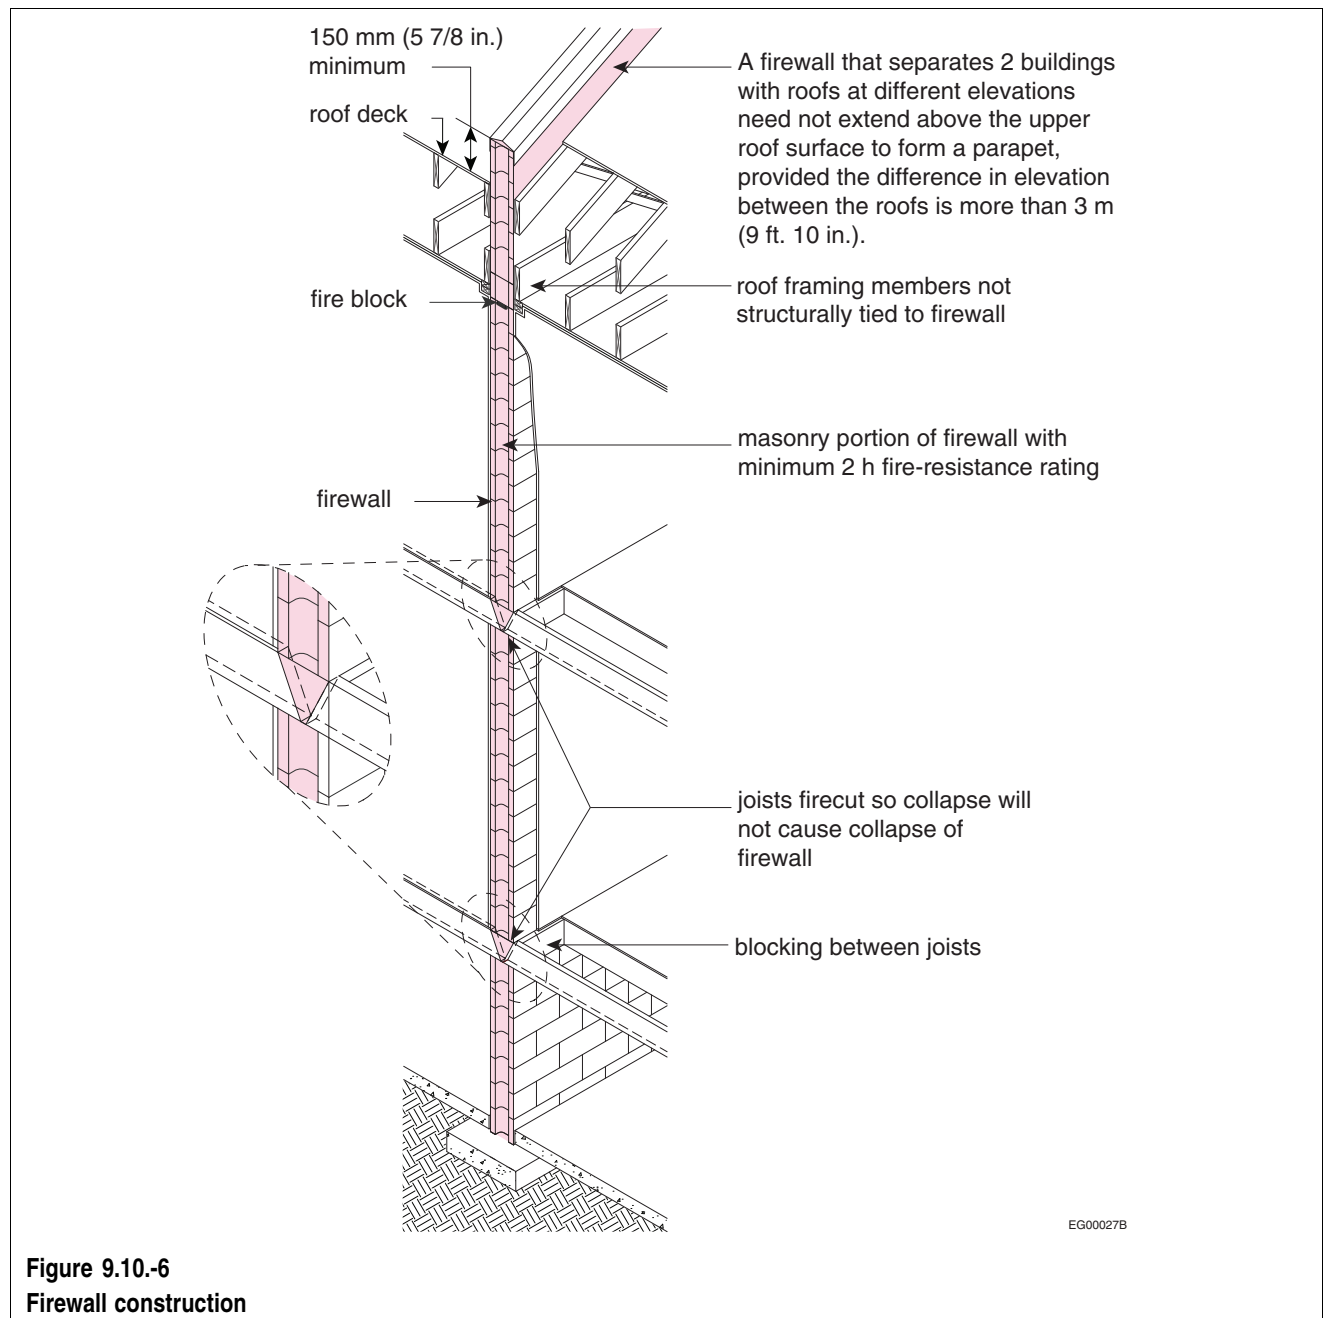 150 mm (5 7/8 in.)
minimum
roof deck
A firewall that separates 2 buildings
with roofs at different elevations
need not extend above the upper
roof surface to form a parapet,
provided the difference in elevation
between the roofs is more than 3 m
(9 ft. 10 in.).
roof framing members not
structurally tied to firewall
fire block
masonry portion of firewall with
minimum 2 h fire-resistance rating
firewall
joists firecut so collapse will
not cause collapse of
firewall
blocking between joists
EG00027B
Figure 9.10.-6
Firewall construction